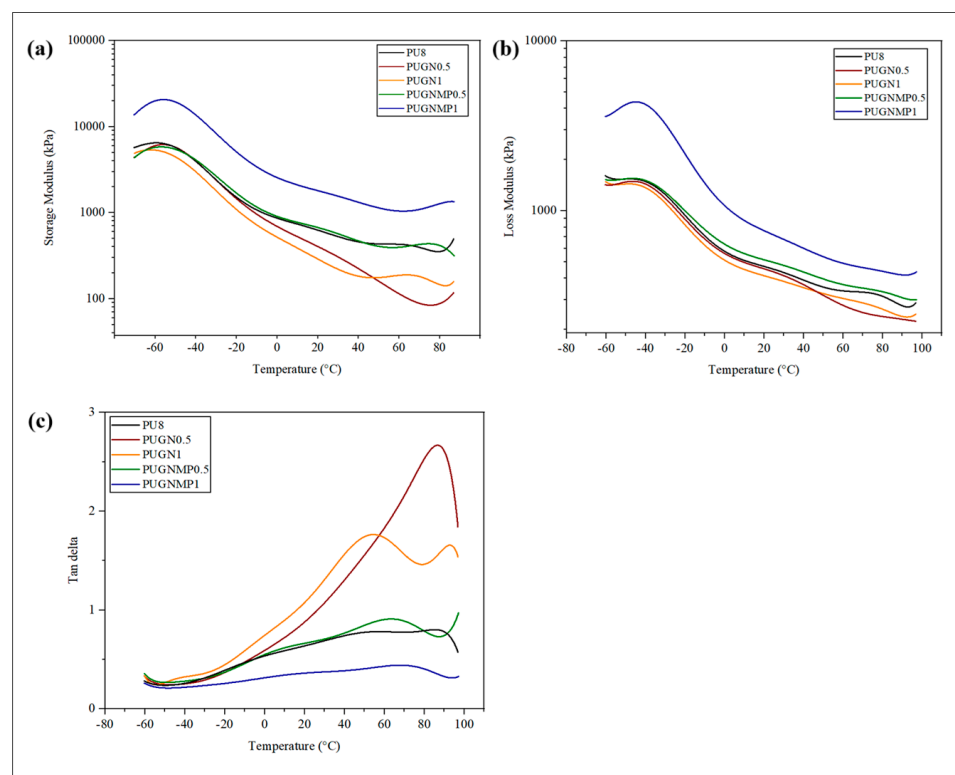 (a)
100000
10000
1000
100
Storage Modulus (kPa)
PU8
PUGN0.5
PUGN1
PUGNMP0.5
PUGNMP1
-60
-40
-20
0
20
40
60
80
Temperature (°C)
(b)
10000
1000
Loss Modulus (kPa)
PU8
PUGN0.5
PUGN1
PUGNMP0.5
PUGNMP1
-80
-60
-40
-20
0
20
40
60
80
100
Temperature (°C)
(c)
3
2
1
0
Tan delta
PU8
PUGN0.5
PUGN1
PUGNMP0.5
PUGNMP1
-80
-60
-40
-20
0
20
40
60
80
100
Temperature (°C)